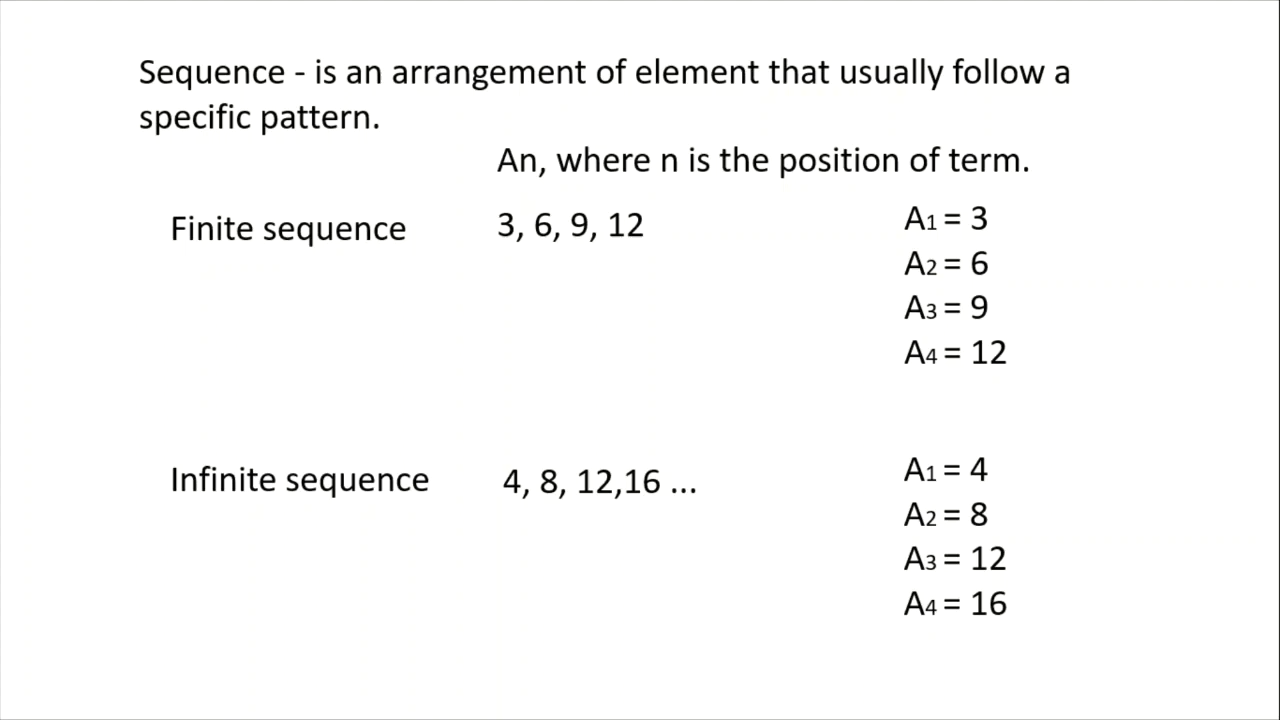 Sequence - is an arrangement of element that usually follow a
specific pattern.
An, where n is the position of term.
Finite sequence
3, 6, 9, 12
A1 = 3
A2 = 6
A3 = 9
A4 = 12
Infinite sequence
4, 8, 12,16 ...
A1 = 4
A2 = 8
A3 = 12
A4 = 16